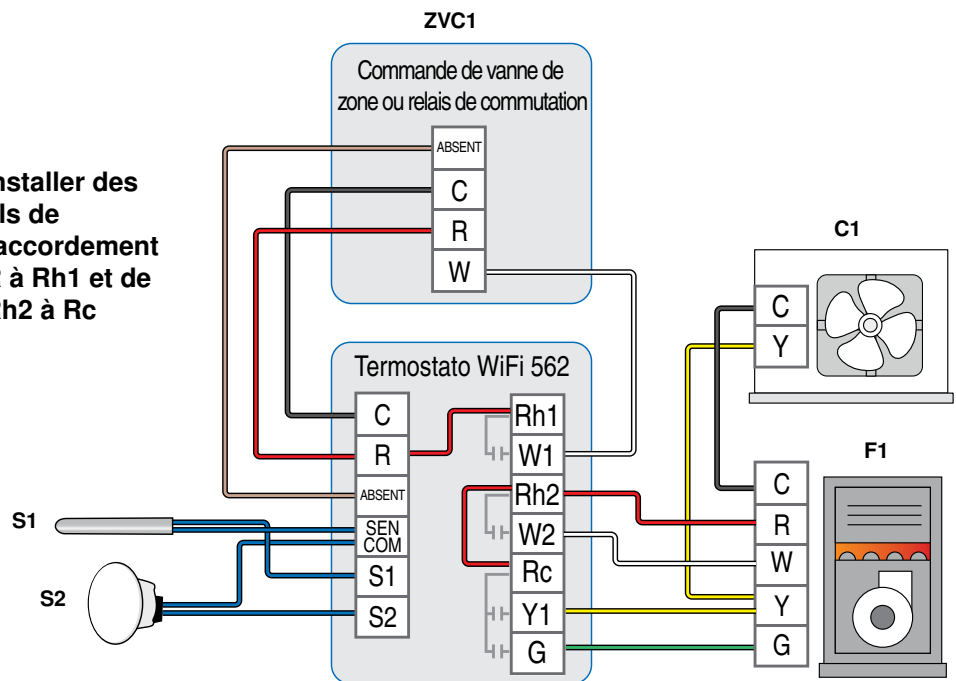 ZVC1
Commande de vanne de
zone ou relais de commutation
ABSENT
C
R
W
nstaller des
ls de
accordement
à Rh1 et de
h2 à Rc
C1
C
Y
Termostato WiFi 562
C
R
ABSENT
SEN
COM
S1
S2
Rh1
W1
Rh2
W2
Rc
Y1
G
S1
S2
F1
C
R
W
Y
G